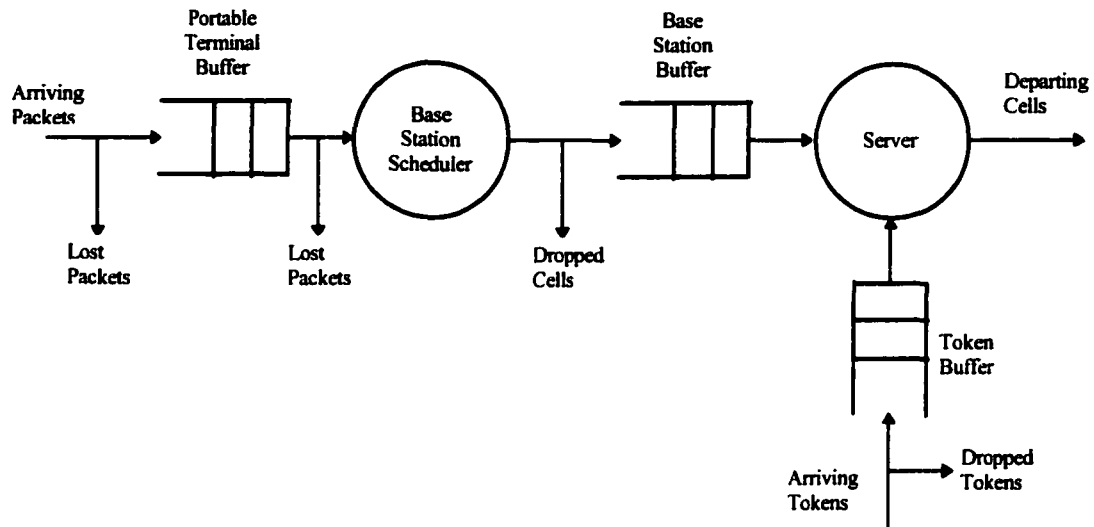 Portable
Terminal
Buffer
Base
Station
Buffer
Arriving
Packets
Base
Station
Scheduler
Server
Departing
Cells
Lost
Packets
Lost
Packets
Dropped
Cells
Token
Buffer
Arriving
Tokens
Dropped
Tokens